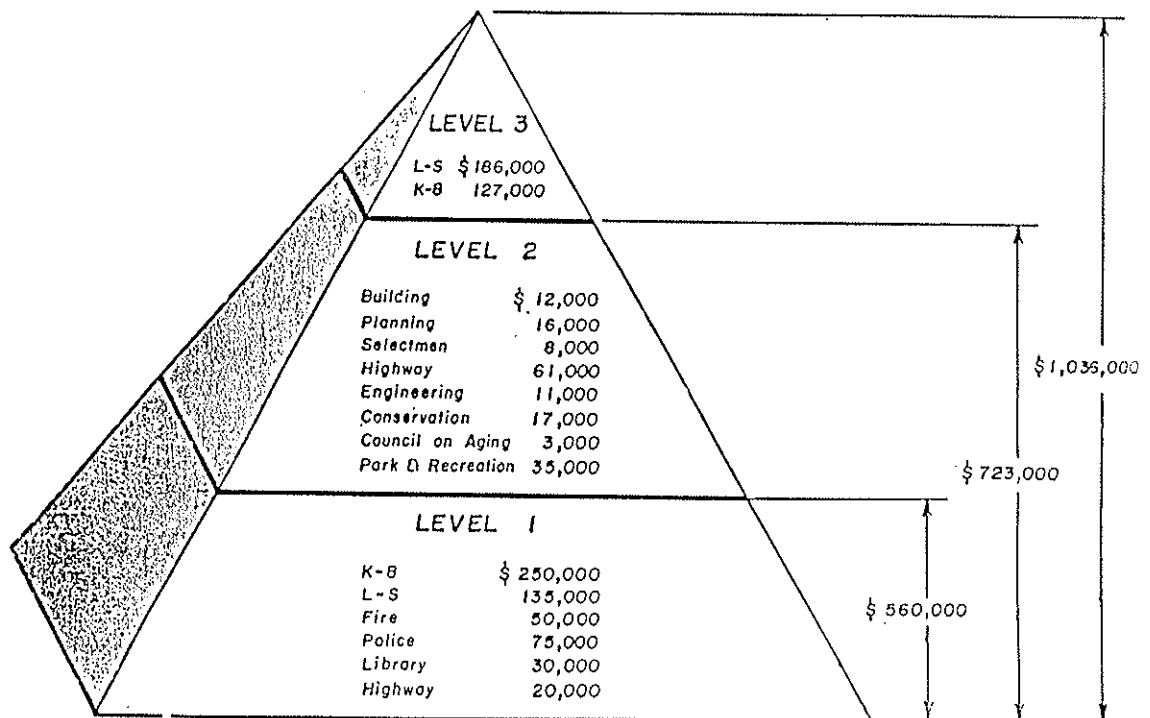 LEVEL 3
L-S $186,000
K-8 127,000
LEVEL 2
Building $ 12,000
Planning 16,000
Selectmen 8,000
Highway 61,000
Engineering 11,000
Conservation 17,000
Council on Aging 3,000
Park & Recreation 35,000
LEVEL 1
K-8 $ 250,000
L-S 135,000
Fire 50,000
Police 75,000
Library 30,000
Highway 20,000
$ 560,000
$ 723,000
$1,036,000